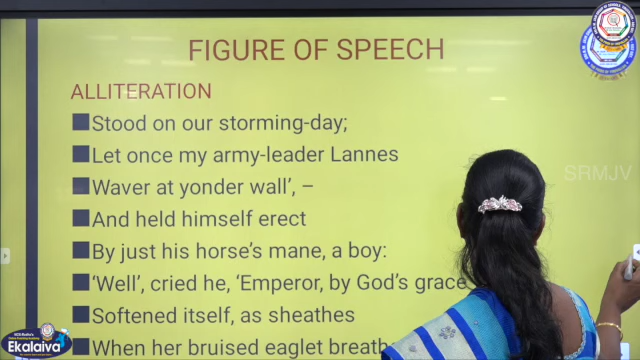 FIGURE OF SPEECH
ALLITERATION
Stood on our storming-day;
Let once my army-leader Lannes
Waver at yonder wall’, –
And held himself erect
By just his horse’s mane, a boy:
‘Well’, cried he, ‘Emperor, by God’s grace
Softened itself, as sheathes
When her bruised eaglet breath
SRMJV
Ekalaiva